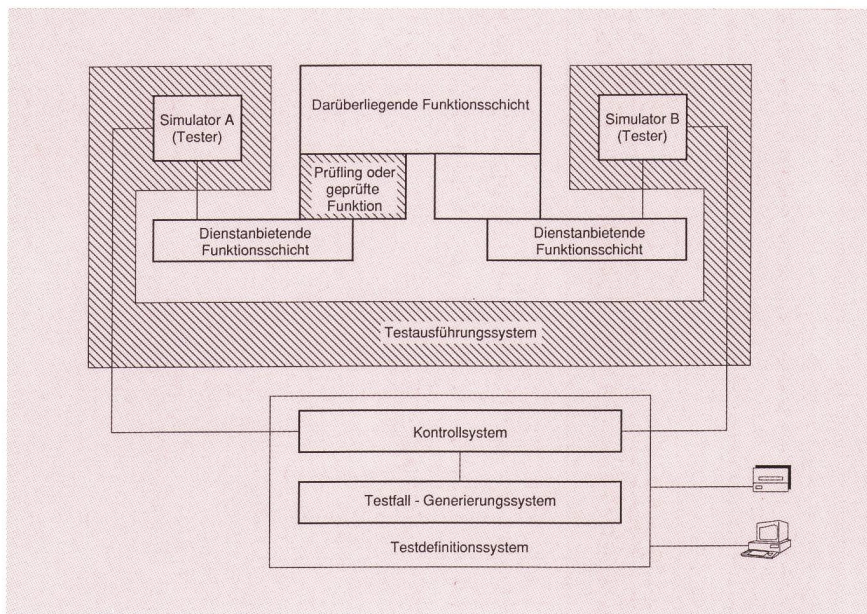 Darüberliegende Funktionsschicht
Simulator A
(Tester)
Simulator B
(Tester)
Prüfling oder
geprüfte
Funktion
Dienstanbietende
Funktionsschicht
Dienstanbietende
Funktionsschicht
Testausführungssystem
Kontrollsystem
Testfall - Generierungssystem
Testdefinitionssystem